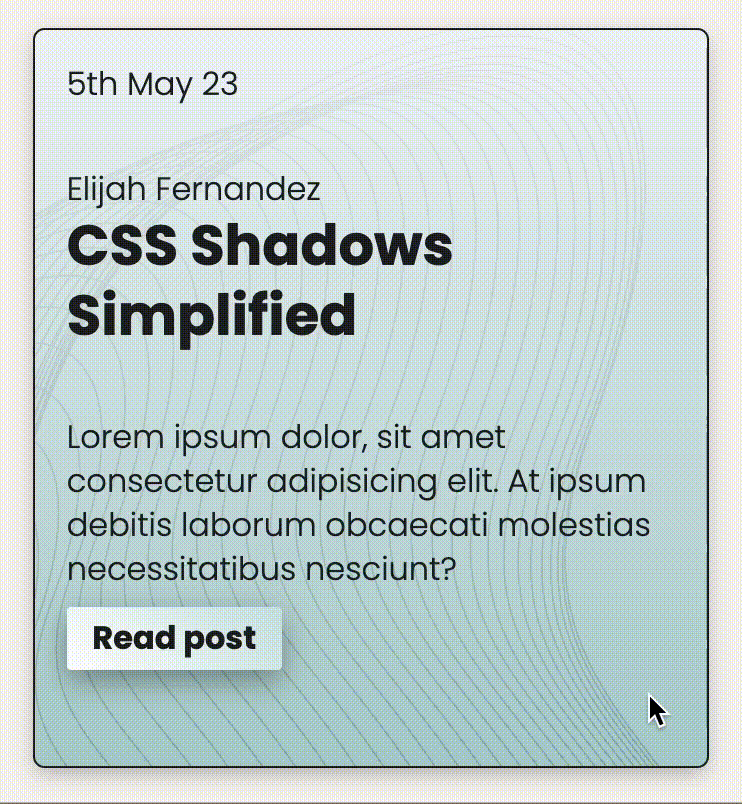 5th May 23
Elijah Fernandez
CSS Shadows
Simplified
Lorem ipsum dolor, sit amet
consectetur adipisicing elit. At ipsum
debitis laborum obcaecati molestias
necessitatibus nesciunt?
Read post